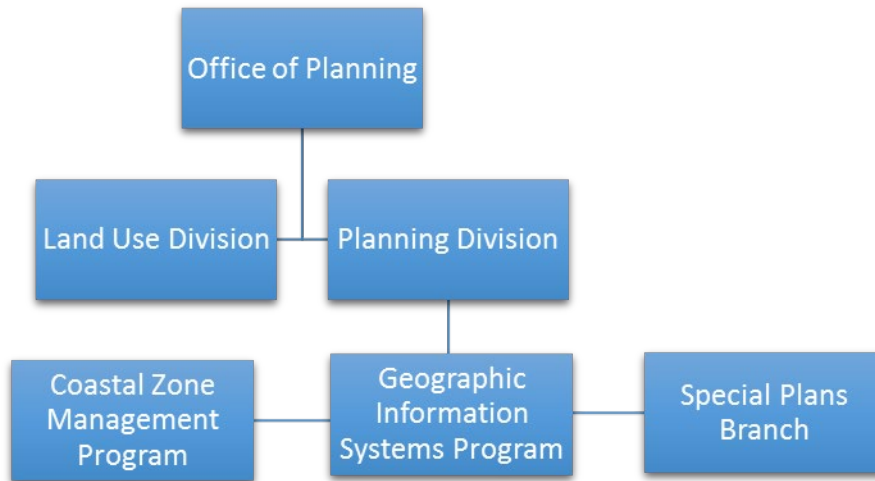 Office of Planning
Land Use Division
Planning Division
Coastal Zone
Management
Program
Geographic
Information
Systems Program
Special Plans
Branch